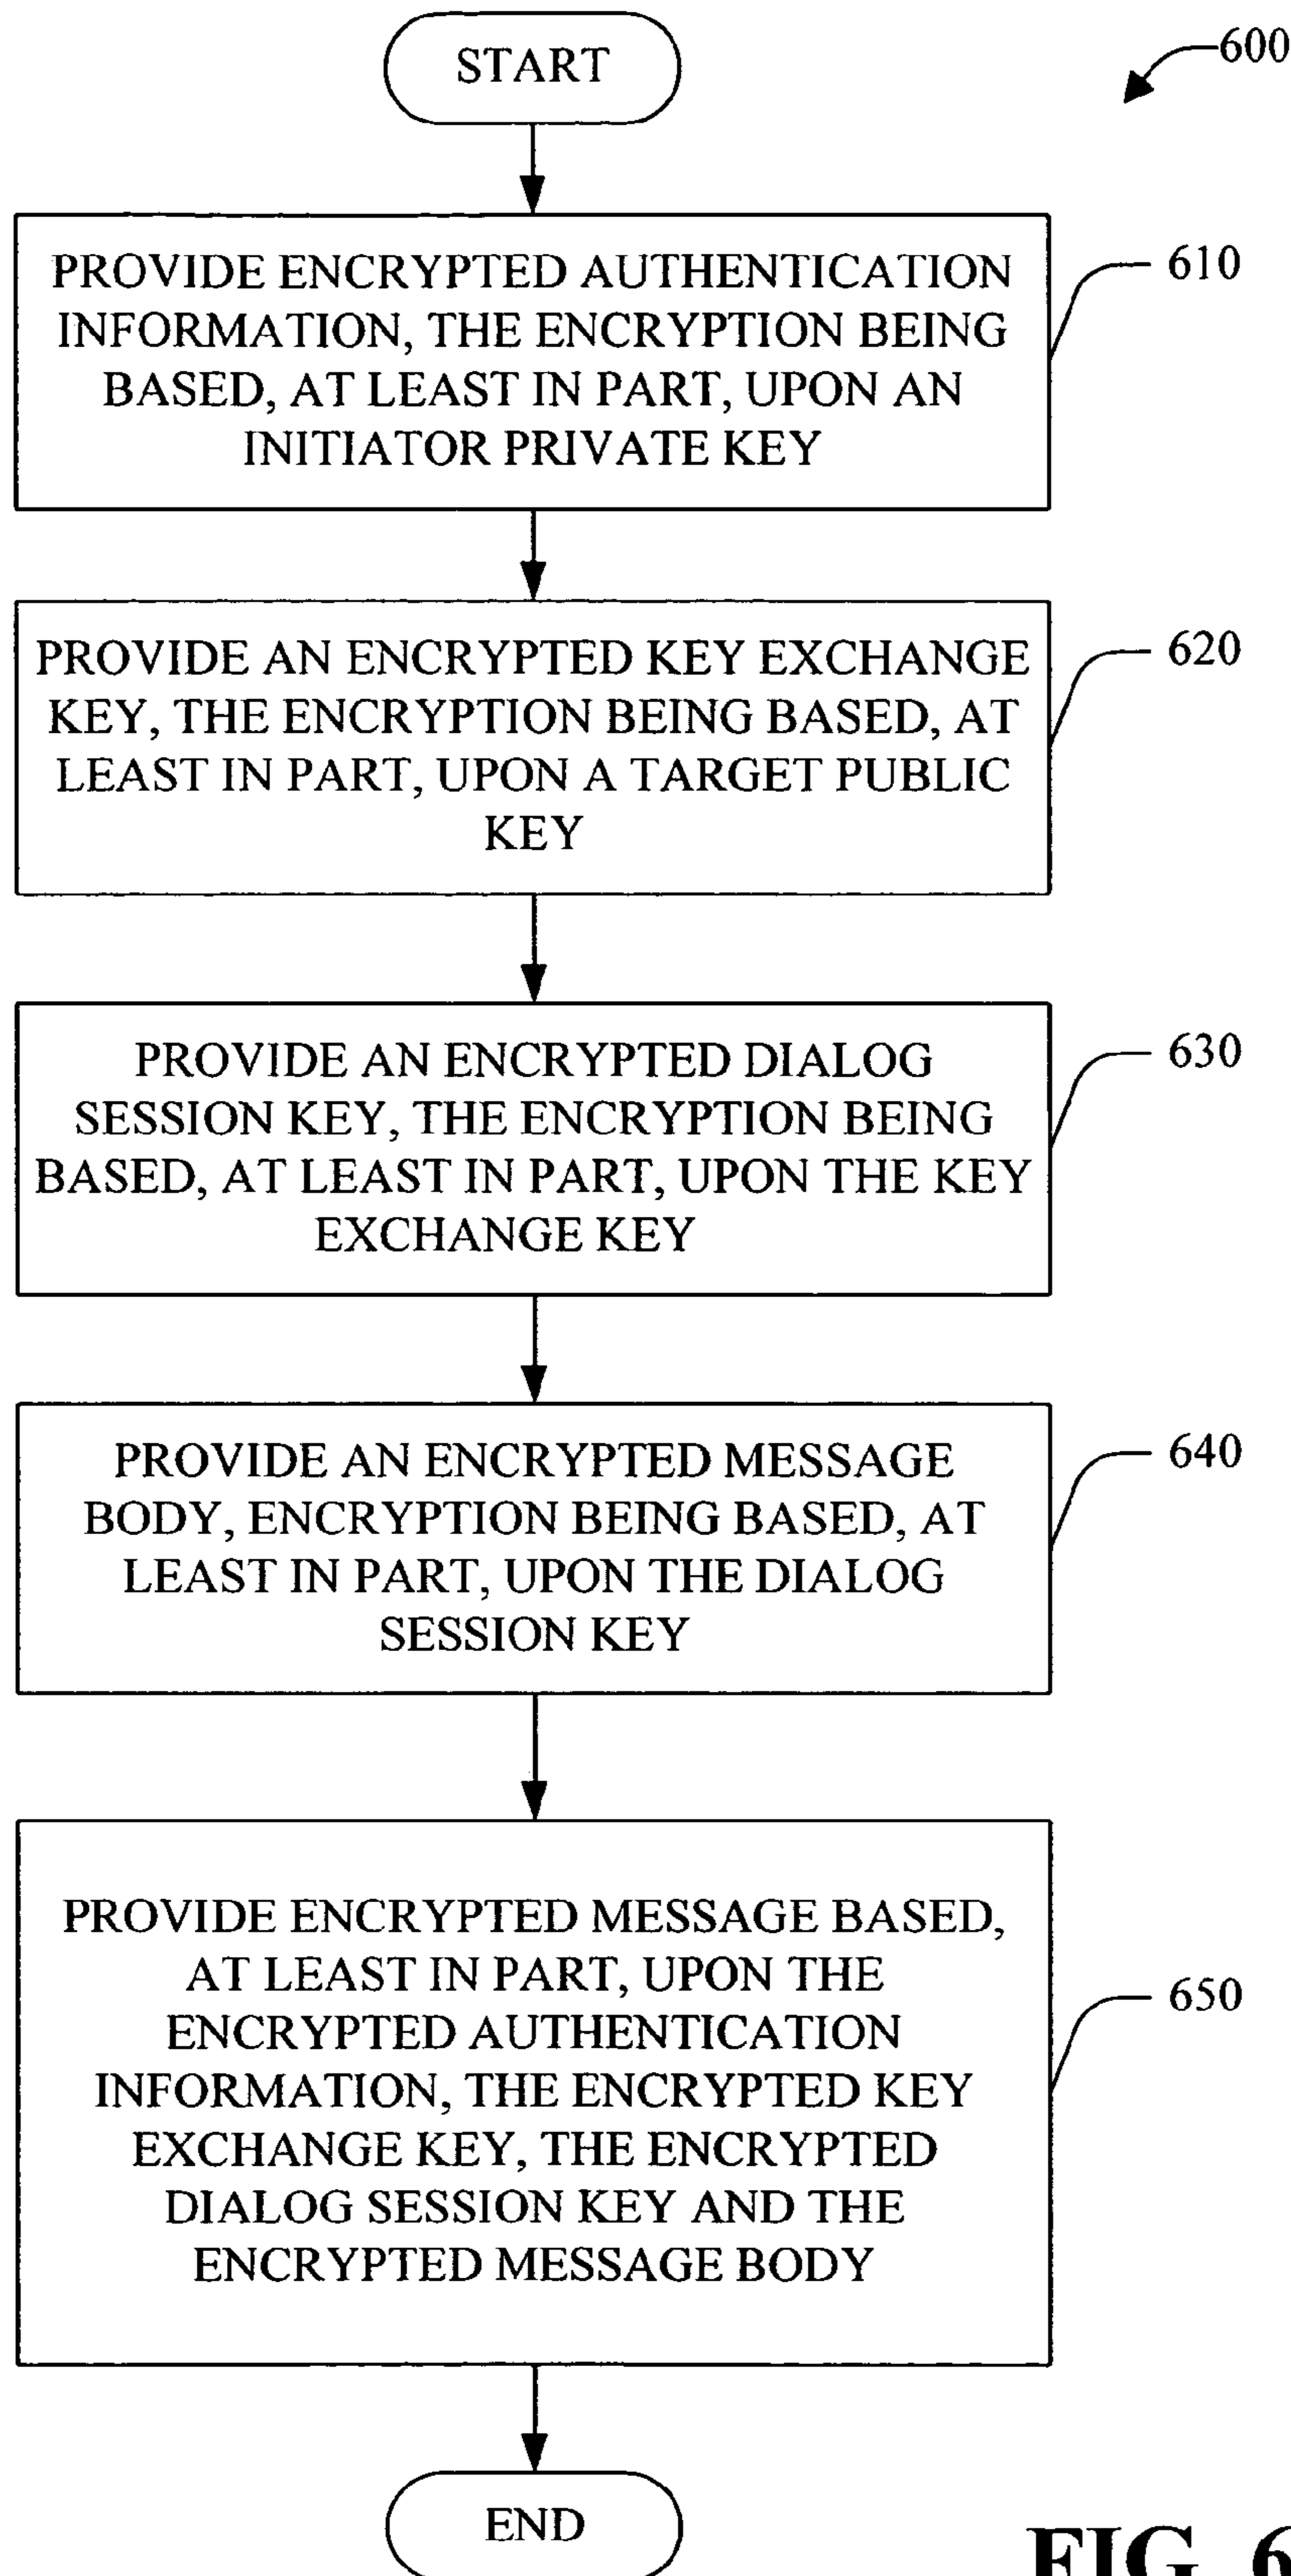 START
600
PROVIDE ENCRYPTED AUTHENTICATION
INFORMATION, THE ENCRYPTION BEING
BASED, AT LEAST IN PART, UPON AN
INITIATOR PRIVATE KEY
610
PROVIDE AN ENCRYPTED KEY EXCHANGE
KEY, THE ENCRYPTION BEING BASED, AT
LEAST IN PART, UPON A TARGET PUBLIC
KEY
620
PROVIDE AN ENCRYPTED DIALOG
SESSION KEY, THE ENCRYPTION BEING
BASED, AT LEAST IN PART, UPON THE KEY
EXCHANGE KEY
630
PROVIDE AN ENCRYPTED MESSAGE
BODY, ENCRYPTION BEING BASED, AT
LEAST IN PART, UPON THE DIALOG
SESSION KEY
640
PROVIDE ENCRYPTED MESSAGE BASED,
AT LEAST IN PART, UPON THE
ENCRYPTED AUTHENTICATION
INFORMATION, THE ENCRYPTED KEY
EXCHANGE KEY, THE ENCRYPTED
DIALOG SESSION KEY AND THE
ENCRYPTED MESSAGE BODY
650
END
FIG. 6